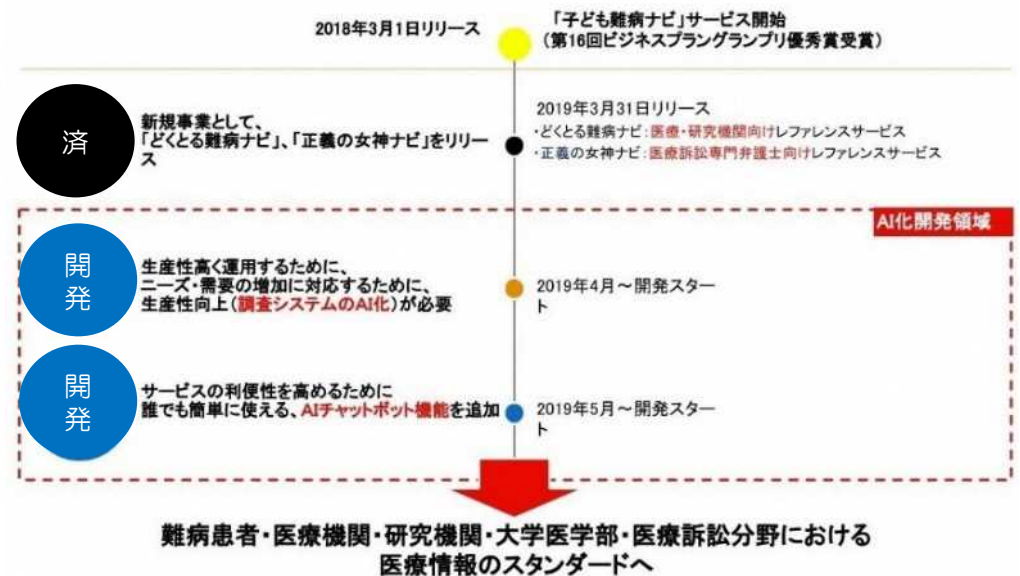 2018年3月1日リリース
「子ども難病ナビ」サービス開始
(第16回ビジネスプラングランプリ優秀賞受賞)
済
新規事業として、
「どくとる難病ナビ」、「正義の女神ナビ」をリリー
ス
2019年3月31日リリース
・どくとる難病ナビ:医療・研究機関向けレファレンスサービス
・正義の女神ナビ:医療訴訟専門弁護士向けレファレンスサービス
AI化開発領域
開
発
生産性高く運用するために、
ニーズ・需要の増加に対応するために、
生産性向上(調査システムのAI化)が必要
2019年4月～開発スター
ト
開
発
サービスの利便性を高めるために
誰でも簡単に使える、AIチャットボット機能を追加
2019年5月～開発スター
ト
難病患者・医療機関・研究機関・大学医学部・医療訴訟分野における
医療情報のスタンダードへ